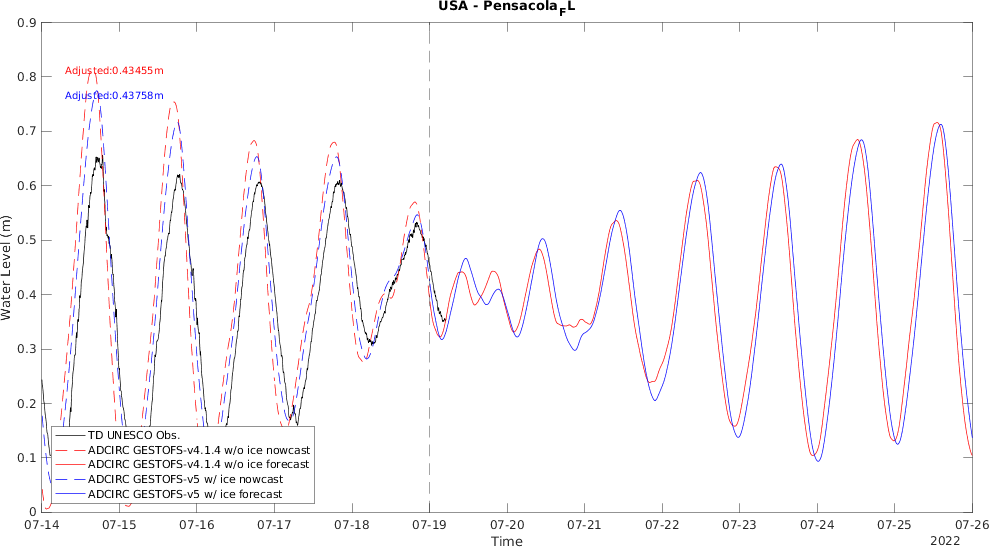 USA - Pensacola_FL
0.9
0.8
0.7
0.6
0.5
0.4
0.3
0.2
0.1
0
Water Level (m)
Adjusted:0.43455m
Adjusted:0.43758m
TD UNESCO Obs.
ADCIRC GESTOFS-v4.1.4 w/o ice nowcast
ADCIRC GESTOFS-v4.1.4 w/o ice forecast
ADCIRC GESTOFS-v5 w/ ice nowcast
ADCIRC GESTOFS-v5 w/ ice forecast
07-14 07-15 07-16 07-17 07-18 07-19 07-20 07-21 07-22 07-23 07-24 07-25 07-26
Time
2022